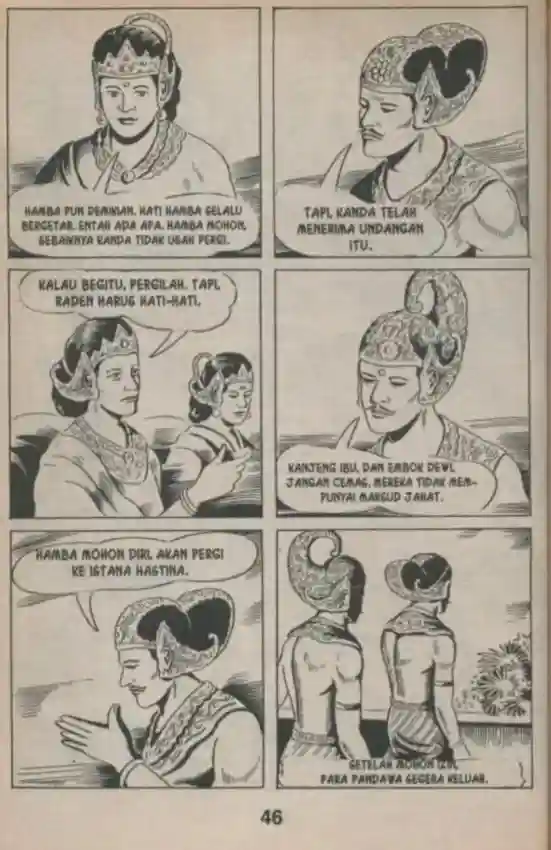 HAMBA PUN DEMIKIAN. HATI HAMBA SELALU
BERGETAR. ENTAH ADA APA. HAMBA MOHON,
SEBAIKNYA KANDA TIDAK USAH PERGI.
TAPI, KANDA TELAH
MENERIMA UNDANGAN
ITU.
KALAU BEGITU, PERGILAH. TAPI,
RADEN HARUS HATI-HATI.
KANJENG IBU, DAN EMBOK DEWI,
JANGAN CEMAS. MEREKA TIDAK MEM-
PUNYAI MAKSUD JAHAT.
HAMBA MOHON DIRI, AKAN PERGI
KE ISTANA HASTINA.
SETELAH MOHON IZIN,
PARA PANDAWA SEGERA KELUAR.
46